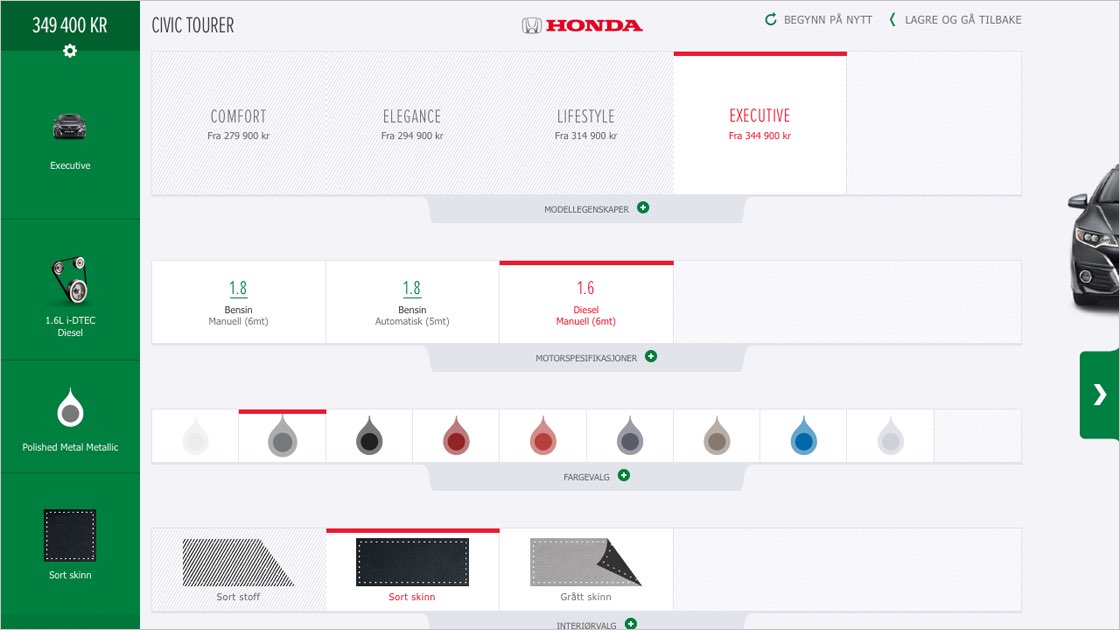 349 400 KR
Executive
1.6L i-DTEC
Diesel
Polished Metal Metallic
Sort skinn
CIVIC TOURER
HONDA
BEGYNN PÅ NYTT
LAGRE OG GÅ TILBAKE
COMFORT
Fra 279 900 kr
ELEGANCE
Fra 294 900 kr
LIFESTYLE
Fra 314 900 kr
EXECUTIVE
Fra 344 900 kr
MODELLEGENSKAPER
1.8
Bensin
Manuell (6mt)
1.8
Bensin
Automatisk (5mt)
1.6
Diesel
Manuell (6mt)
MOTORSPESIFIKASJONER
FARGEVALG
Sort stoff
Sort skinn
Grått skinn
INTERIØRVALG